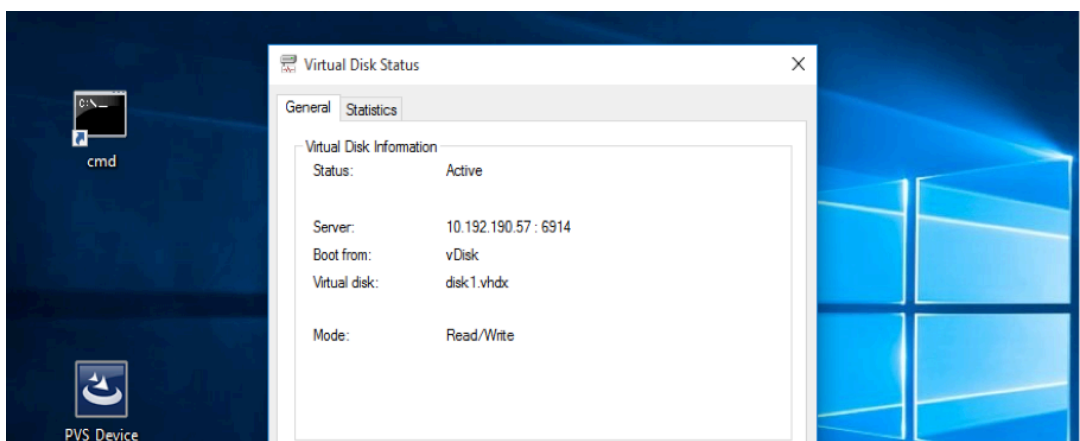 Virtual Disk Status
General Statistics
C:\_
cmd
Virtual Disk Information
Status: Active
Server: 10.192.190.57 : 6914
Boot from: vDisk
Virtual disk: disk1.vhdx
Mode: Read/Write
PVS Device